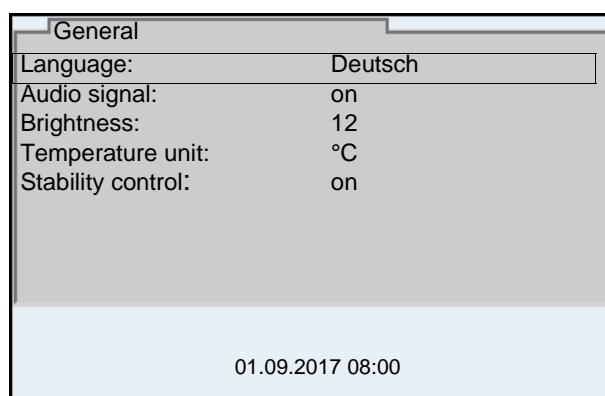 General
Language: Deutsch
Audio signal: on
Brightness: 12
Temperature unit: °C
Stability control: on
01.09.2017 08:00